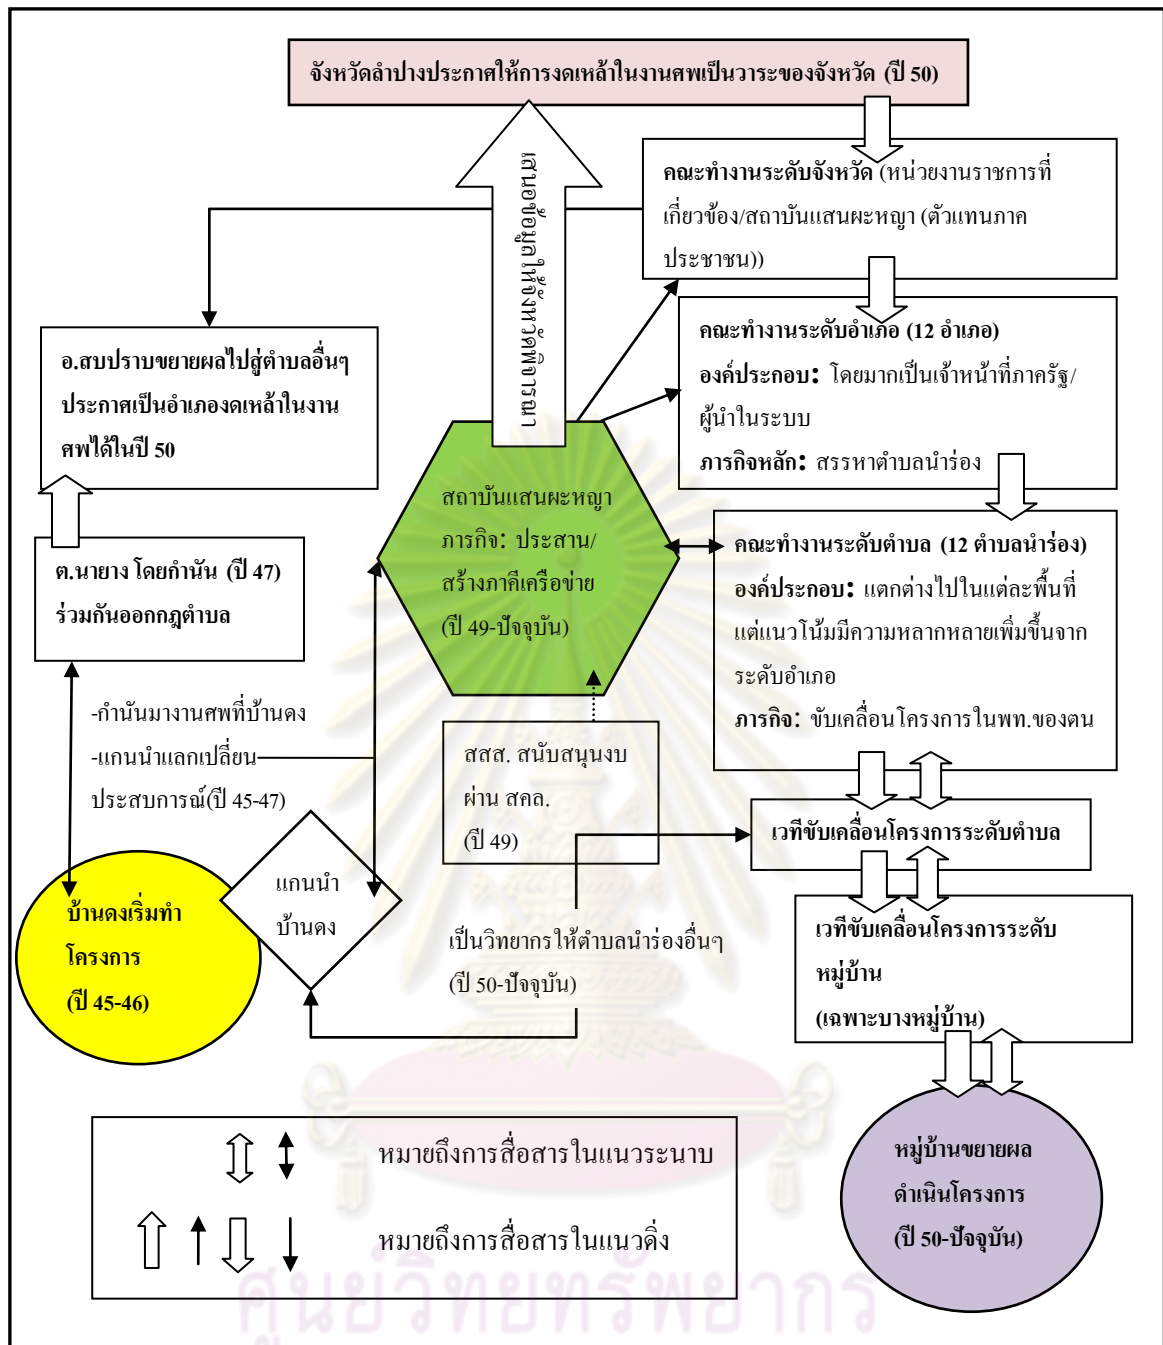 จังหวัดลำปางประกาศให้การงดเหล้าในงานศพเป็นวาระของจังหวัด (ปี 50)
เสนอข้อมูลให้จังหวัดพิจารณา
คณะทำงานระดับจังหวัด (หน่วยงานราชการที่
เกี่ยวข้อง/สถาบันแสนผะหญา (ตัวแทนภาค
ประชาชน))
คณะทำงานระดับอำเภอ (12 อำเภอ)
องค์ประกอบ: โดยมากเป็นเจ้าหน้าที่ภาครัฐ/
ผู้นำในระบบ
ภารกิจหลัก: สรรหาตำบลนำร่อง
อ.สบปราบขยายผลไปสู่ตำบลอื่นๆ
ประกาศเป็นอำเภองดเหล้าในงาน
ศพได้ในปี 50
สถาบันแสนผะหญา
ภารกิจ: ประสาน/
สร้างภาคีเครือข่าย
(ปี 49-ปัจจุบัน)
คณะทำงานระดับตำบล (12 ตำบลนำร่อง)
องค์ประกอบ: แตกต่างไปในแต่ละพื้นที่
แต่แนวโน้มมีความหลากหลายเพิ่มขึ้นจาก
ระดับอำเภอ
ภารกิจ: ขับเคลื่อนโครงการในพท.ของตน
ต.นายาง โดยกำนัน (ปี 47)
ร่วมกันออกกฎตำบล
-กำนันมางานศพที่บ้านดง
-แกนนำแลกเปลี่ยน
ประสบการณ์(ปี 45-47)
สสส. สนับสนุนงบ
ผ่าน สคล.
(ปี 49)
เวทีขับเคลื่อนโครงการระดับตำบล
แกนนำ
บ้านดง
บ้านดงเริ่มทำ
โครงการ
(ปี 45-46)
เป็นวิทยากรให้ตำบลนำร่องอื่นๆ
(ปี 50-ปัจจุบัน)
เวทีขับเคลื่อนโครงการระดับ
หมู่บ้าน
(เฉพาะบางหมู่บ้าน)
หมู่บ้านขยายผล
ดำเนินโครงการ
(ปี 50-ปัจจุบัน)
หมายถึงการสื่อสารในแนวระนาบ
หมายถึงการสื่อสารในแนวดิ่ง
ศูนย์วิทยทรัพยากร